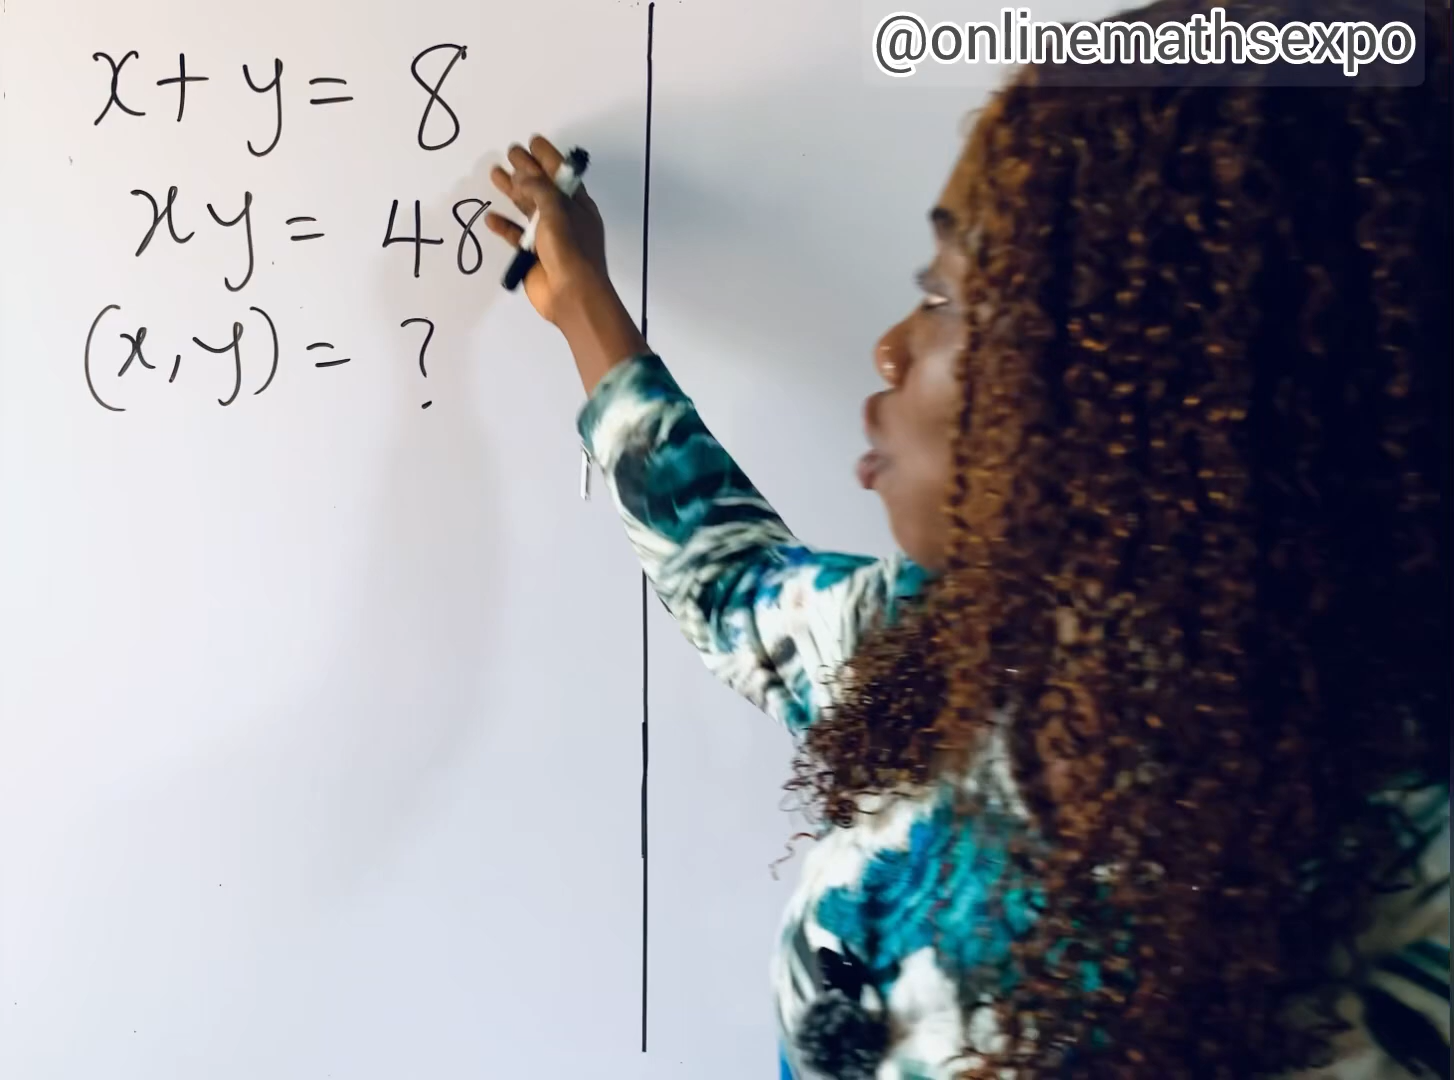 @onlinemathsexpo
x + y = 8
xy = 48
(x, y) = ?